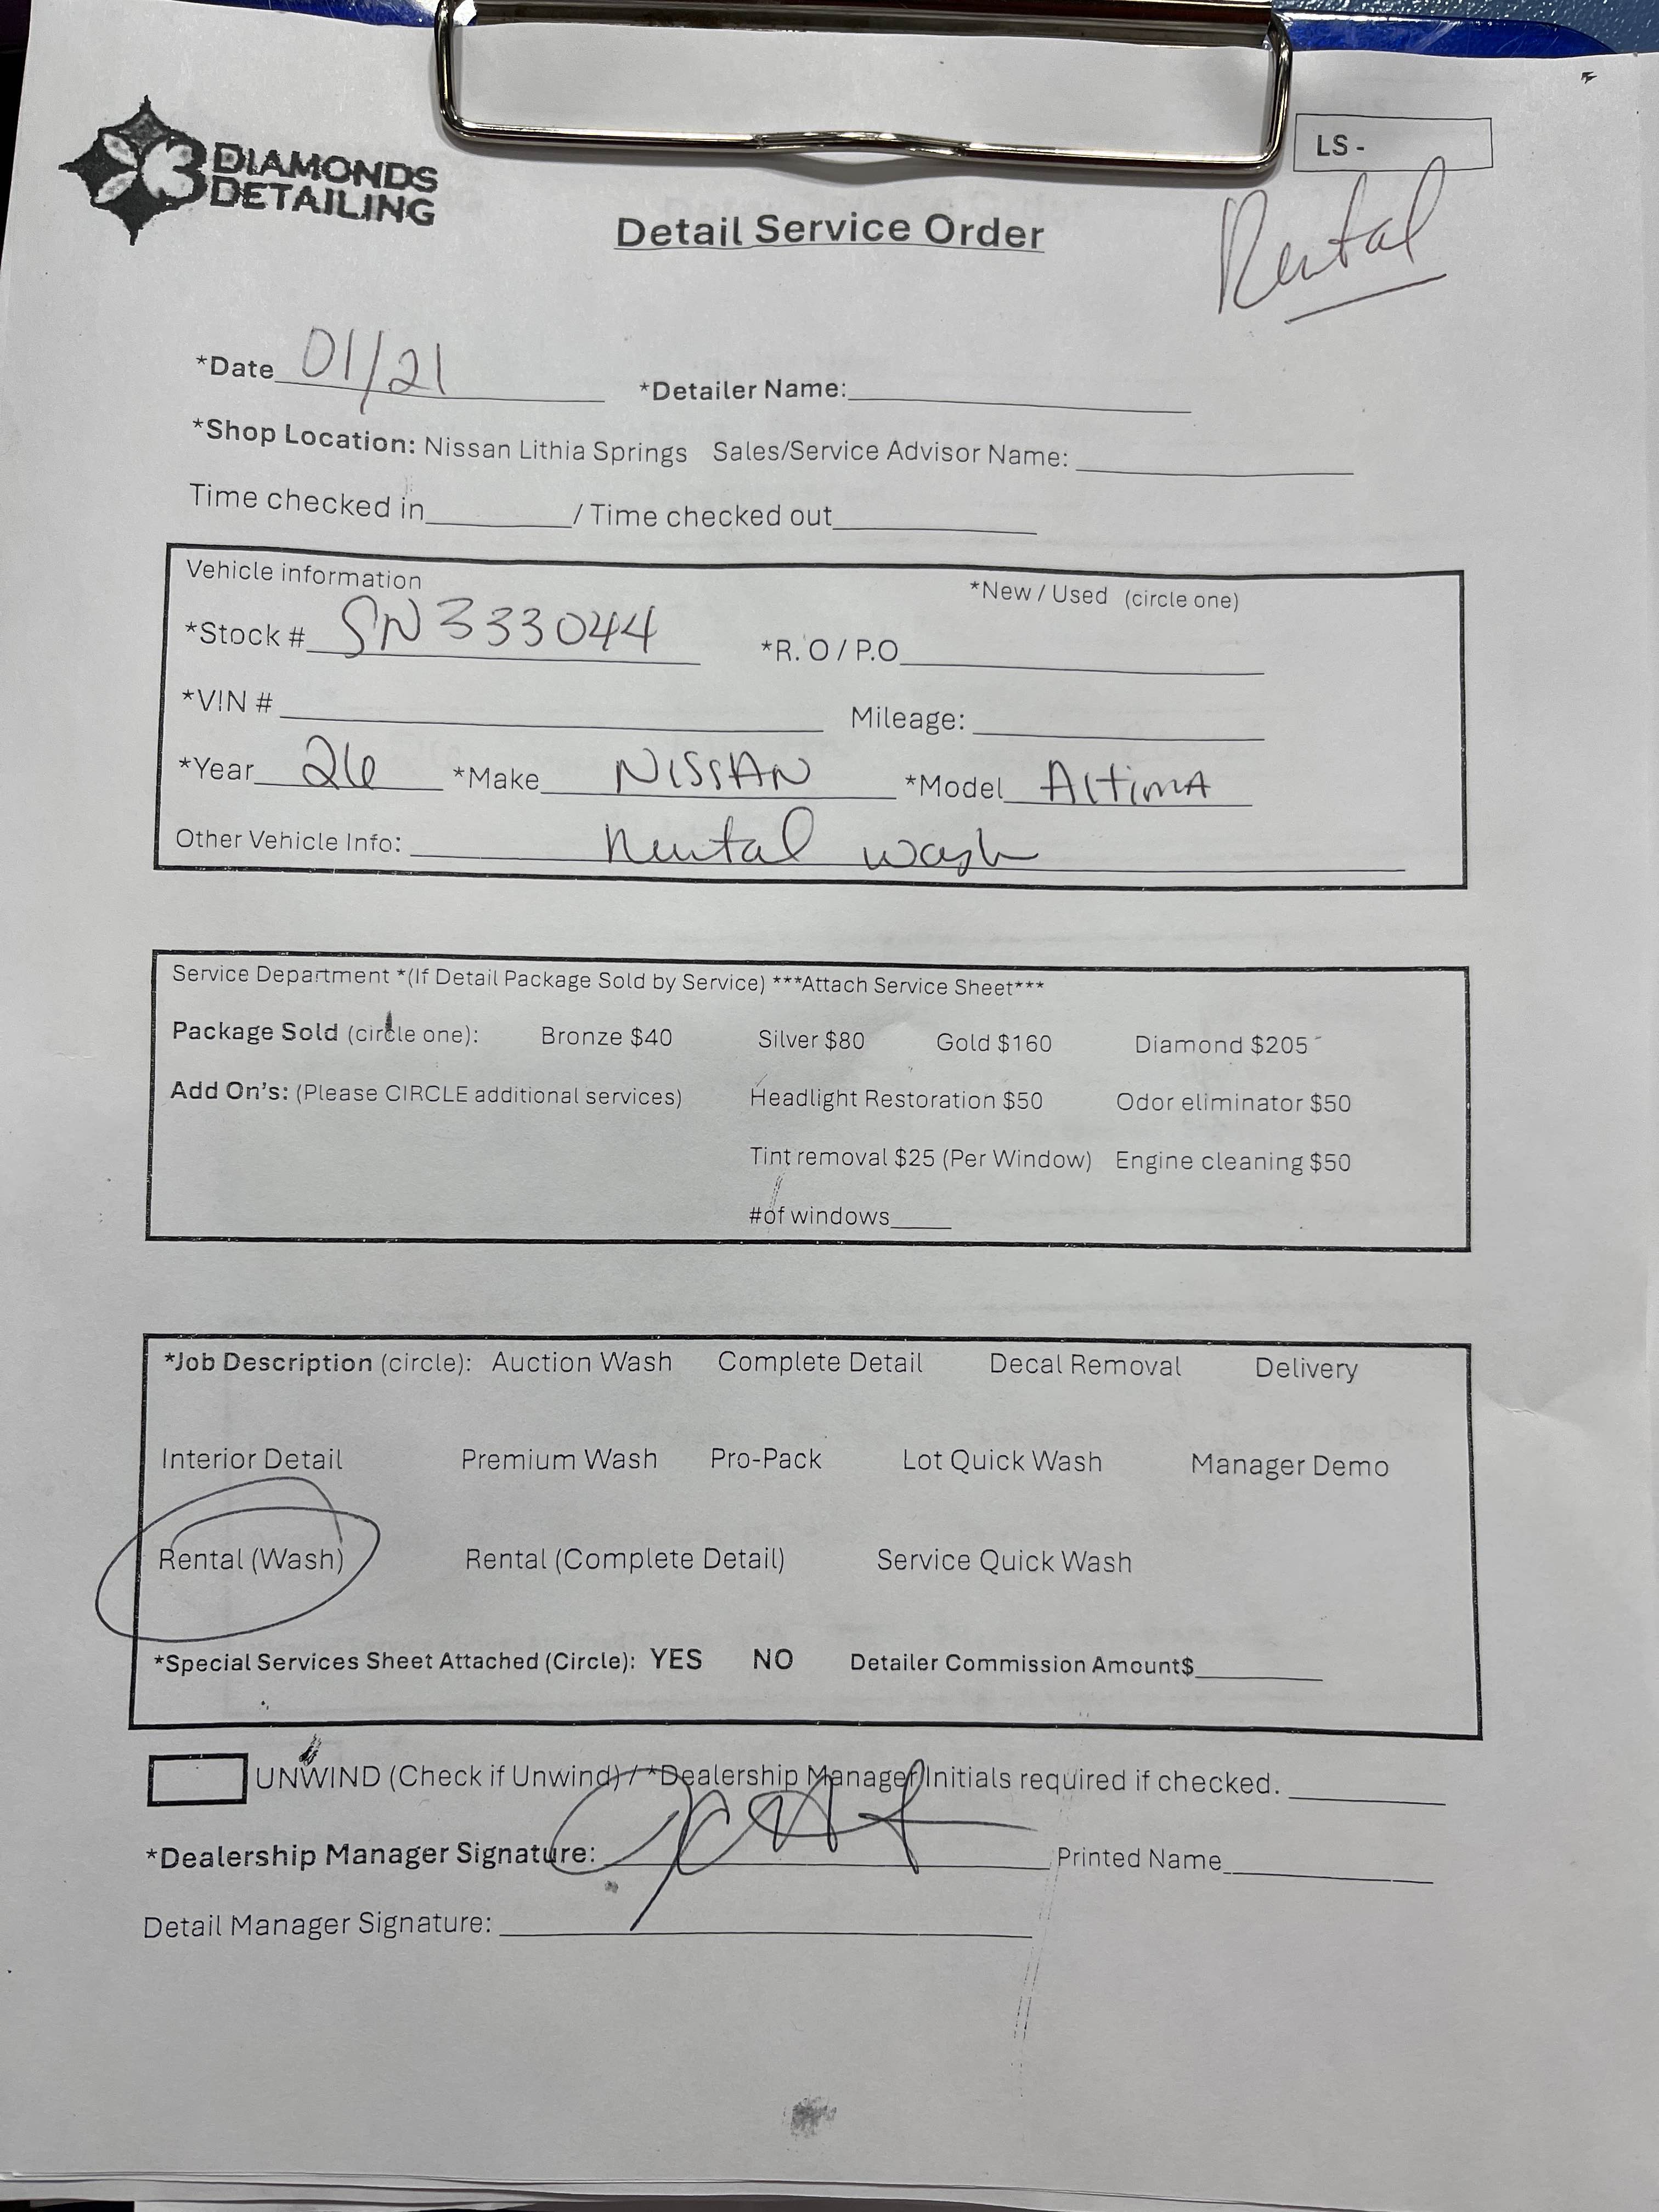 3 DIAMONDS
DETAILING
LS -
Rental
Detail Service Order
*Date 01/21 *Detailer Name:
*Shop Location: Nissan Lithia Springs Sales/Service Advisor Name:
Time checked in / Time checked out
Vehicle information *New / Used (circle one)
*Stock # SN333044 *R.O / P.O
*VIN # Mileage:
*Year 26 *Make NISSAN *Model AltimA
Other Vehicle Info: Rental wash
Service Department *(If Detail Package Sold by Service) ***Attach Service Sheet***
Package Sold (circle one): Bronze $40 Silver $80 Gold $160 Diamond $205
Add On's: (Please CIRCLE additional services) Headlight Restoration $50 Odor eliminator $50
Tint removal $25 (Per Window) Engine cleaning $50
#of windows
*Job Description (circle): Auction Wash Complete Detail Decal Removal Delivery
Interior Detail Premium Wash Pro-Pack Lot Quick Wash Manager Demo
Rental (Wash) Rental (Complete Detail) Service Quick Wash
*Special Services Sheet Attached (Circle): YES NO Detailer Commission Amount$
UNWIND (Check if Unwind) / *Dealership Manager Initials required if checked.
*Dealership Manager Signature: Printed Name
Detail Manager Signature: